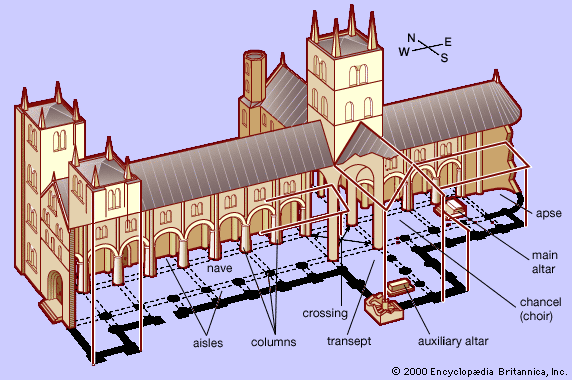 N
W E
S
apse
nave
main
altar
chancel
(choir)
crossing
aisles
columns
transept
auxiliary altar
© 2000 Encyclopædia Britannica, Inc.